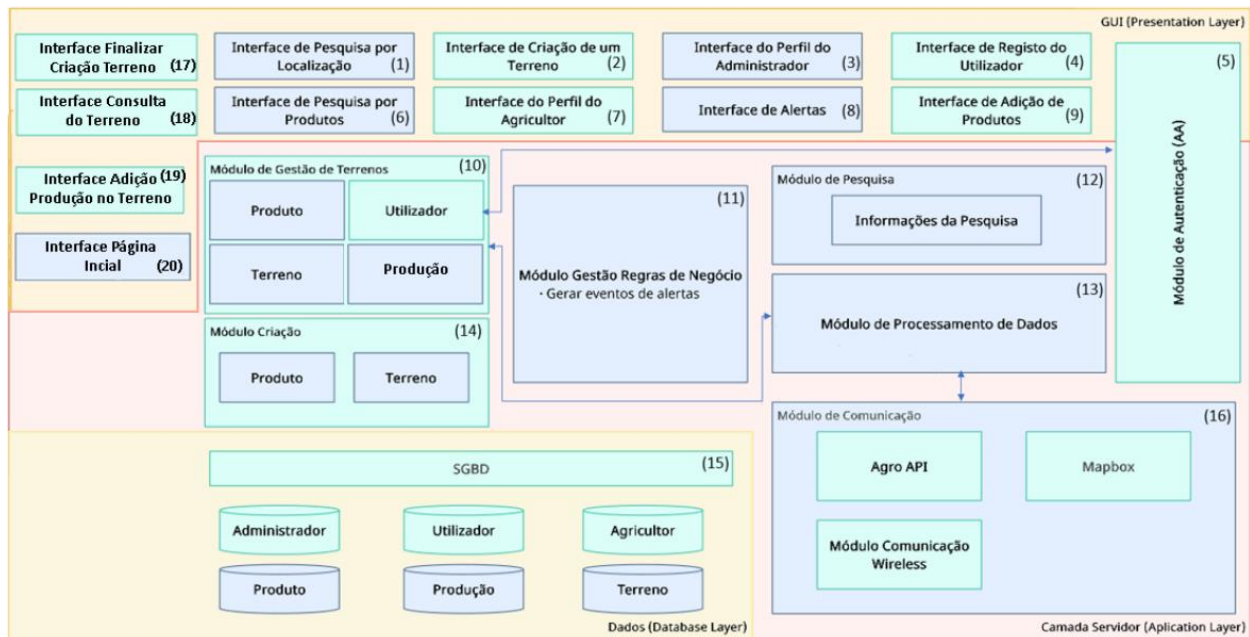 GUI (Presentation Layer)
Interface Finalizar
Criação Terreno (17)
Interface de Pesquisa por
Localização (1)
Interface de Criação de um
Terreno (2)
Interface do Perfil do
Administrador (3)
Interface de Registo do
Utilizador (4)
(5)
Módulo de Autenticação (AA)
Interface Consulta
do Terreno (18)
Interface de Pesquisa por
Produtos (6)
Interface do Perfil do
Agricultor (7)
Interface de Alertas (8)
Interface de Adição de
Produtos (9)
Interface Adição (19)
Produção no Terreno
Interface Página
Incial (20)
Módulo de Gestão de Terrenos (10)
Produto
Utilizador
Terreno
Produção
(11)
Módulo Gestão Regras de Negócio
- Gerar eventos de alertas
Módulo de Pesquisa (12)
Informações da Pesquisa
(13)
Módulo de Processamento de Dados
Módulo Criação (14)
Produto
Terreno
Módulo de Comunicação (16)
Agro API
Mapbox
Módulo Comunicação
Wireless
SGBD (15)
Administrador
Utilizador
Agricultor
Produto
Produção
Terreno
Dados (Database Layer)
Camada Servidor (Aplication Layer)